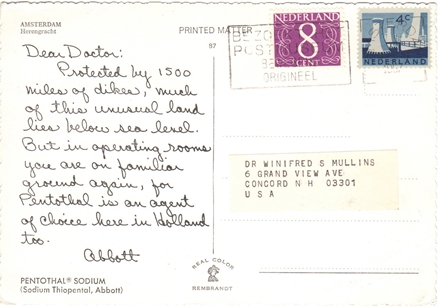 AMSTERDAM
Herengracht
PRINTED MATTER
87
Dear Doctor:
Protected by 1500
miles of dikes, much
of this unusual land
lies below sea level.
But in operating rooms
you are on familiar
ground again, for
Pentothal is an agent
of choice here in Holland
too.
Abbott
PENTOTHAL® SODIUM
(Sodium Thiopental, Abbott)
POST
ORIGINEEL
NEDERLAND
8
CENT
4c
NEDERLAND
DR WINIFRED S MULLINS
6 GRAND VIEW AVE
CONCORD N H 03301
U S A
REAL COLOR
REMBRANDT